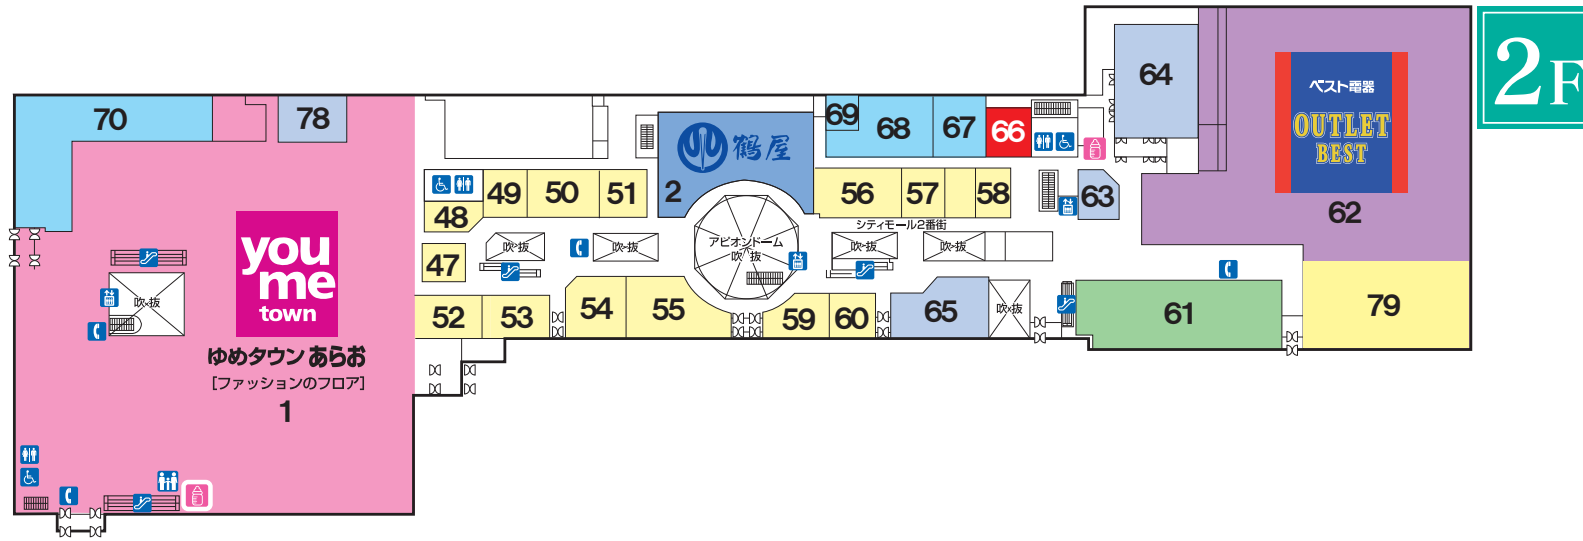 2F
70
78
you
me
town
ゆめタウン あらお
[ファッションのフロア]
1
吹・抜
鶴屋
2
49
50
51
48
47
52
53
54
55
吹・抜
吹・抜
アピオンドーム
吹 抜
69
68
67
66
56
57
58
シティモール2番街
吹・抜
吹・抜
59
60
65
吹・抜
63
64
ベスト電器
OUTLET
BEST
62
61
79